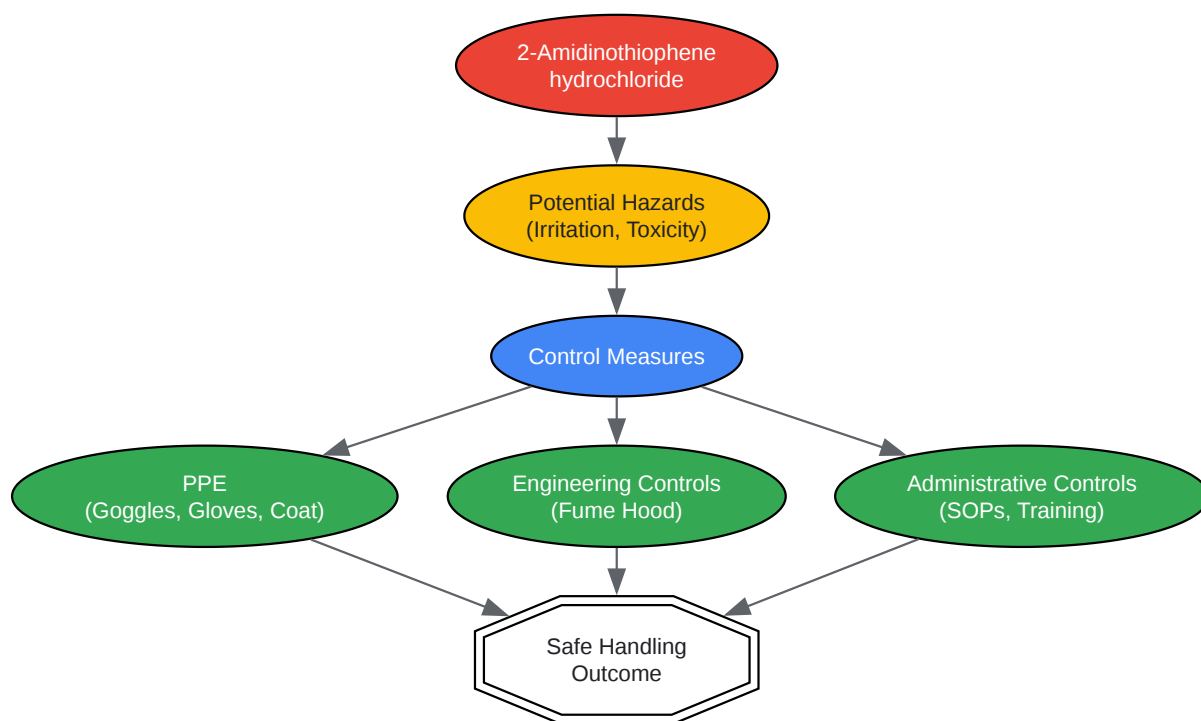 2-Amidinothiophene
hydrochloride
Potential Hazards
(Irritation, Toxicity)
Control Measures
PPE
(Goggles, Gloves, Coat)
Engineering Controls
(Fume Hood)
Administrative Controls
(SOPs, Training)
Safe Handling
Outcome